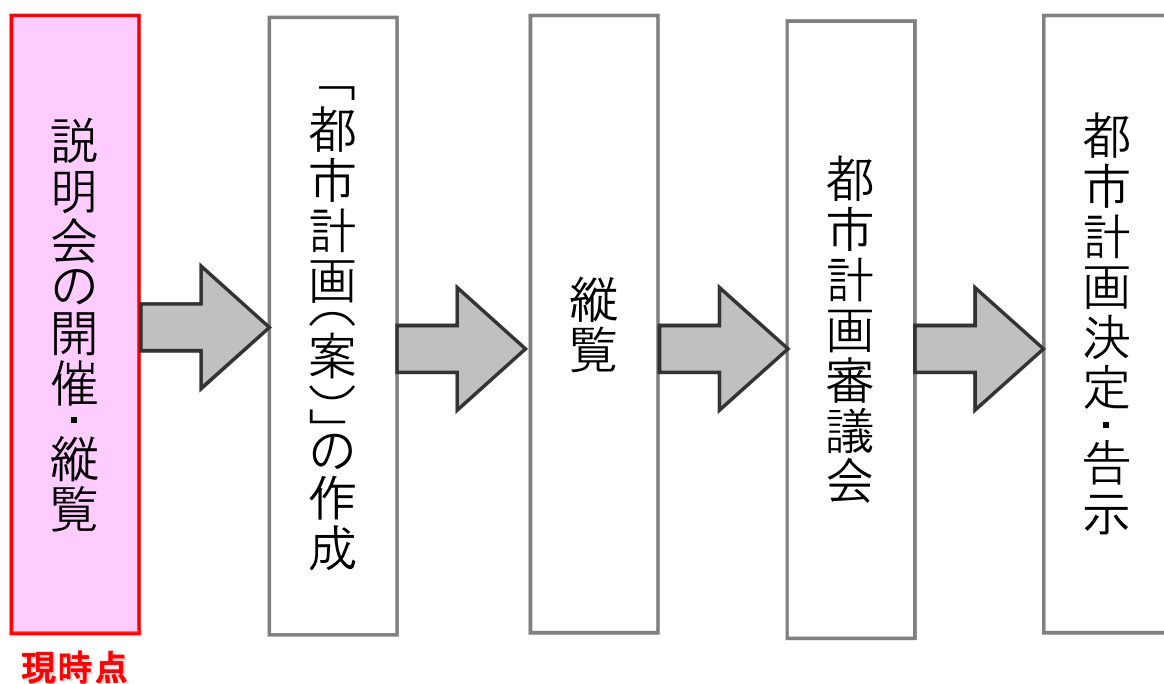 説明会の開催・縦覧
「都市計画(案)」の作成
縦覧
都市計画審議会
都市計画決定・告示
現時点